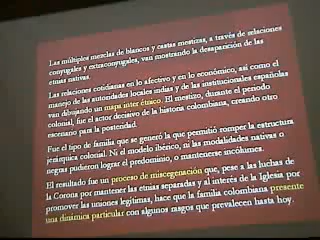 Las múltiples mezclas de blancos y castas mestizas, a través de relaciones
conyugales y extraconyugales, van mostrando la desaparición de las
etnias nativas.
Las relaciones cotidianas en lo afectivo y en lo económico, así como el
manejo de las autoridades locales indias y de las instituciones españolas
van dibujando un mapa inter étnico. El mestizo, durante el periodo
colonial, fue el actor decisivo de la historia colombiana, creando otro
escenario para la posteridad.
Fue el tipo de familia que se generó la que permitió romper la estructura
jerárquica colonial. Ni el modelo ibérico, ni las modalidades nativas o
negras pudieron lograr el predominio, o mantenerse incólumes.
El resultado fue un proceso de miscegenación que, pese a las luchas de
la Corona por mantener las etnias separadas y al interés de la Iglesia por
promover las uniones legítimas, hace que la familia colombiana presente
una dinámica particular con algunos rasgos que prevalecen hasta hoy.